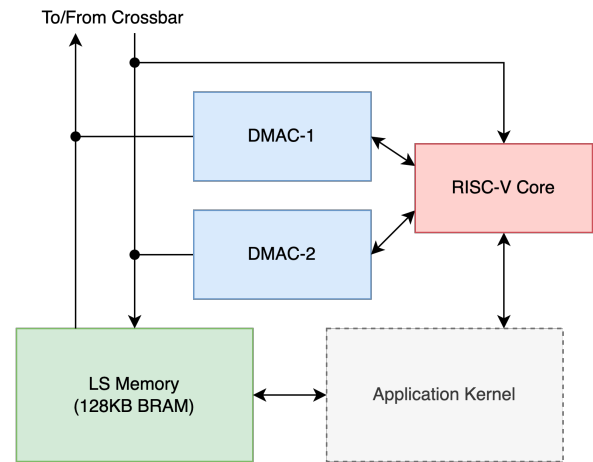 To/From Crossbar
DMAC-1
RISC-V Core
DMAC-2
LS Memory
(128KB BRAM)
Application Kernel